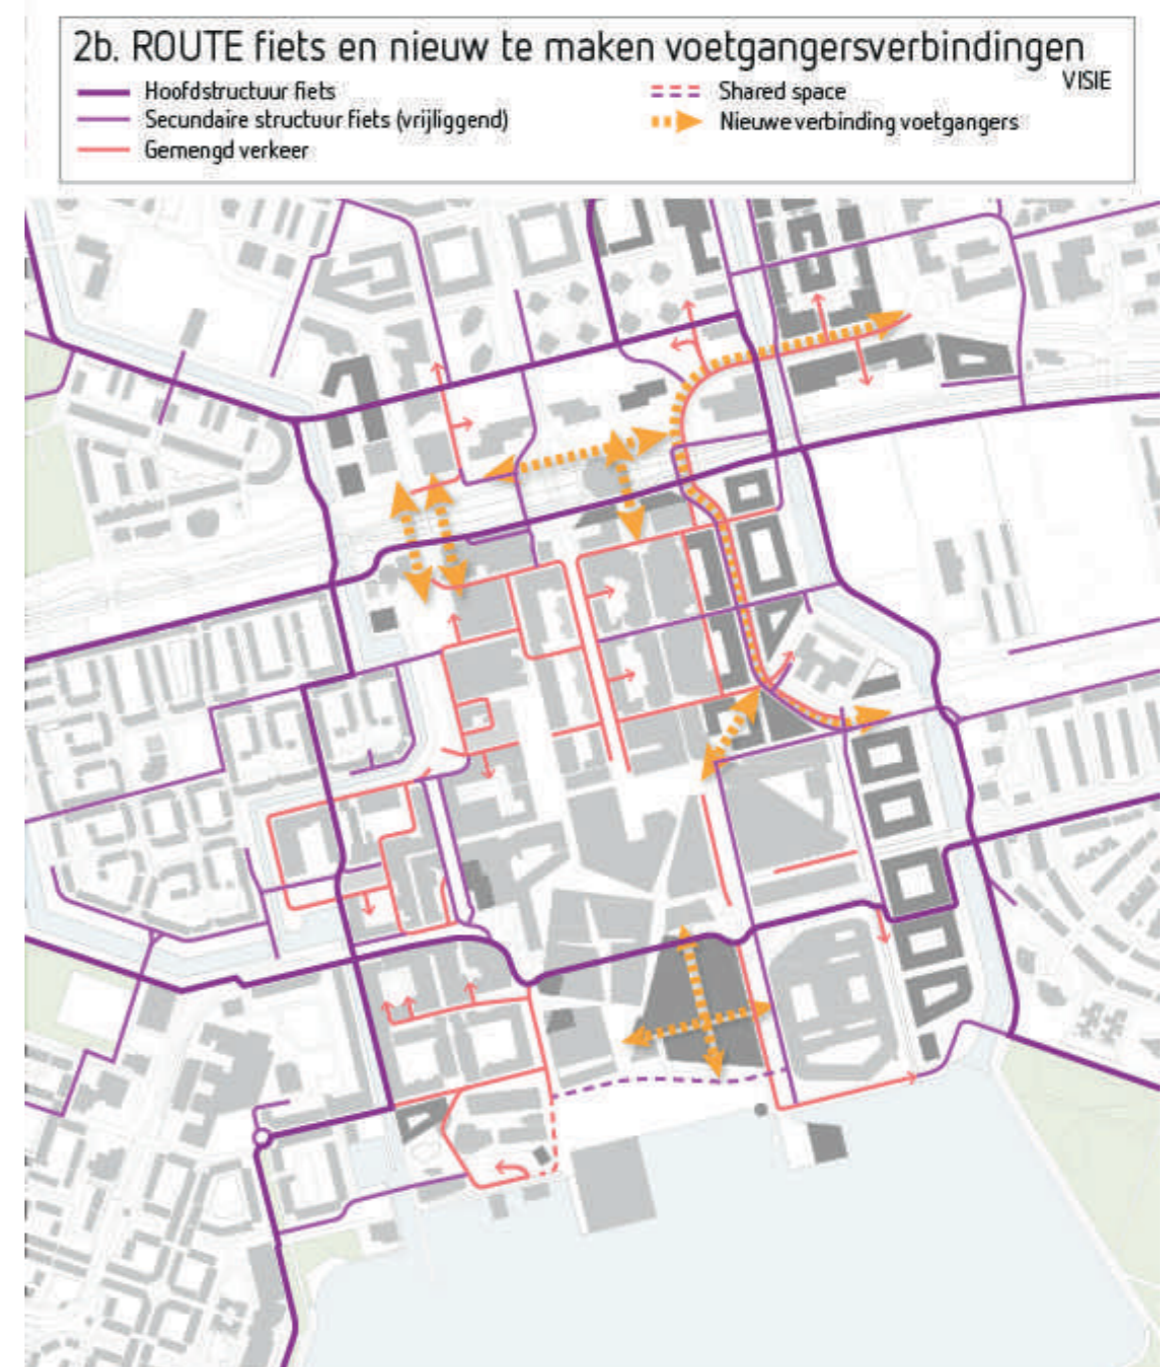 2b. ROUTE fiets en nieuw te maken voetgangersverbindingen
VISIE
Hoofdstructuur fiets
Secundaire structuur fiets (vrijliggend)
Gemengd verkeer
Shared space
Nieuwe verbinding voetgangers